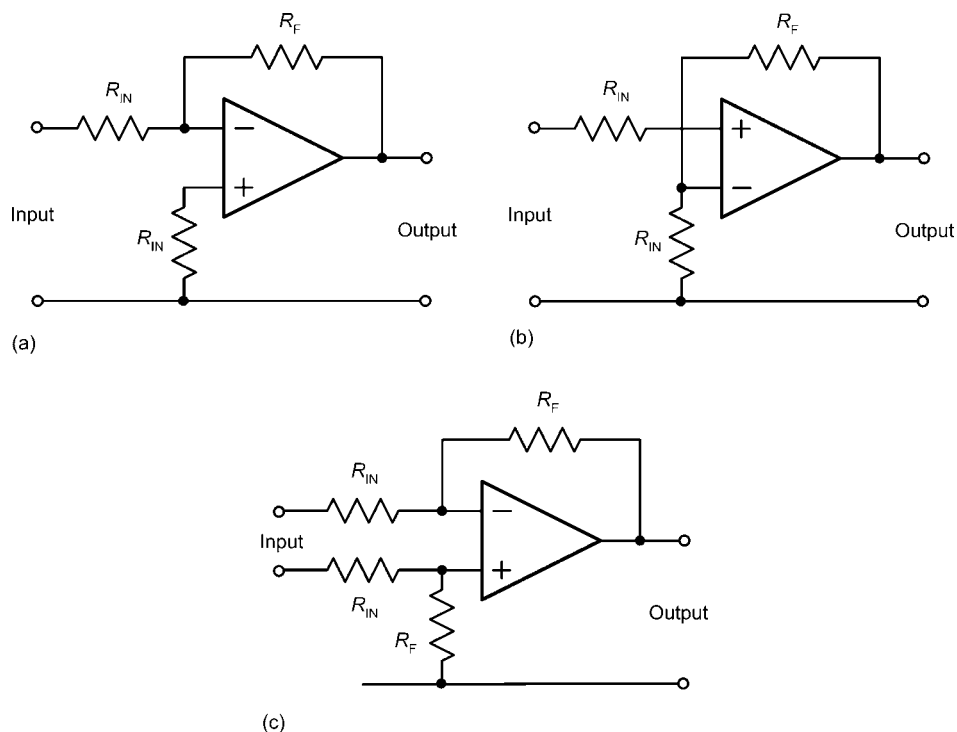 R_F
R_IN
−
+
Input
R_IN
Output
(a)
R_F
R_IN
+
−
Input
R_IN
Output
(b)
R_F
R_IN
−
Input
+
R_IN
R_F
Output
(c)